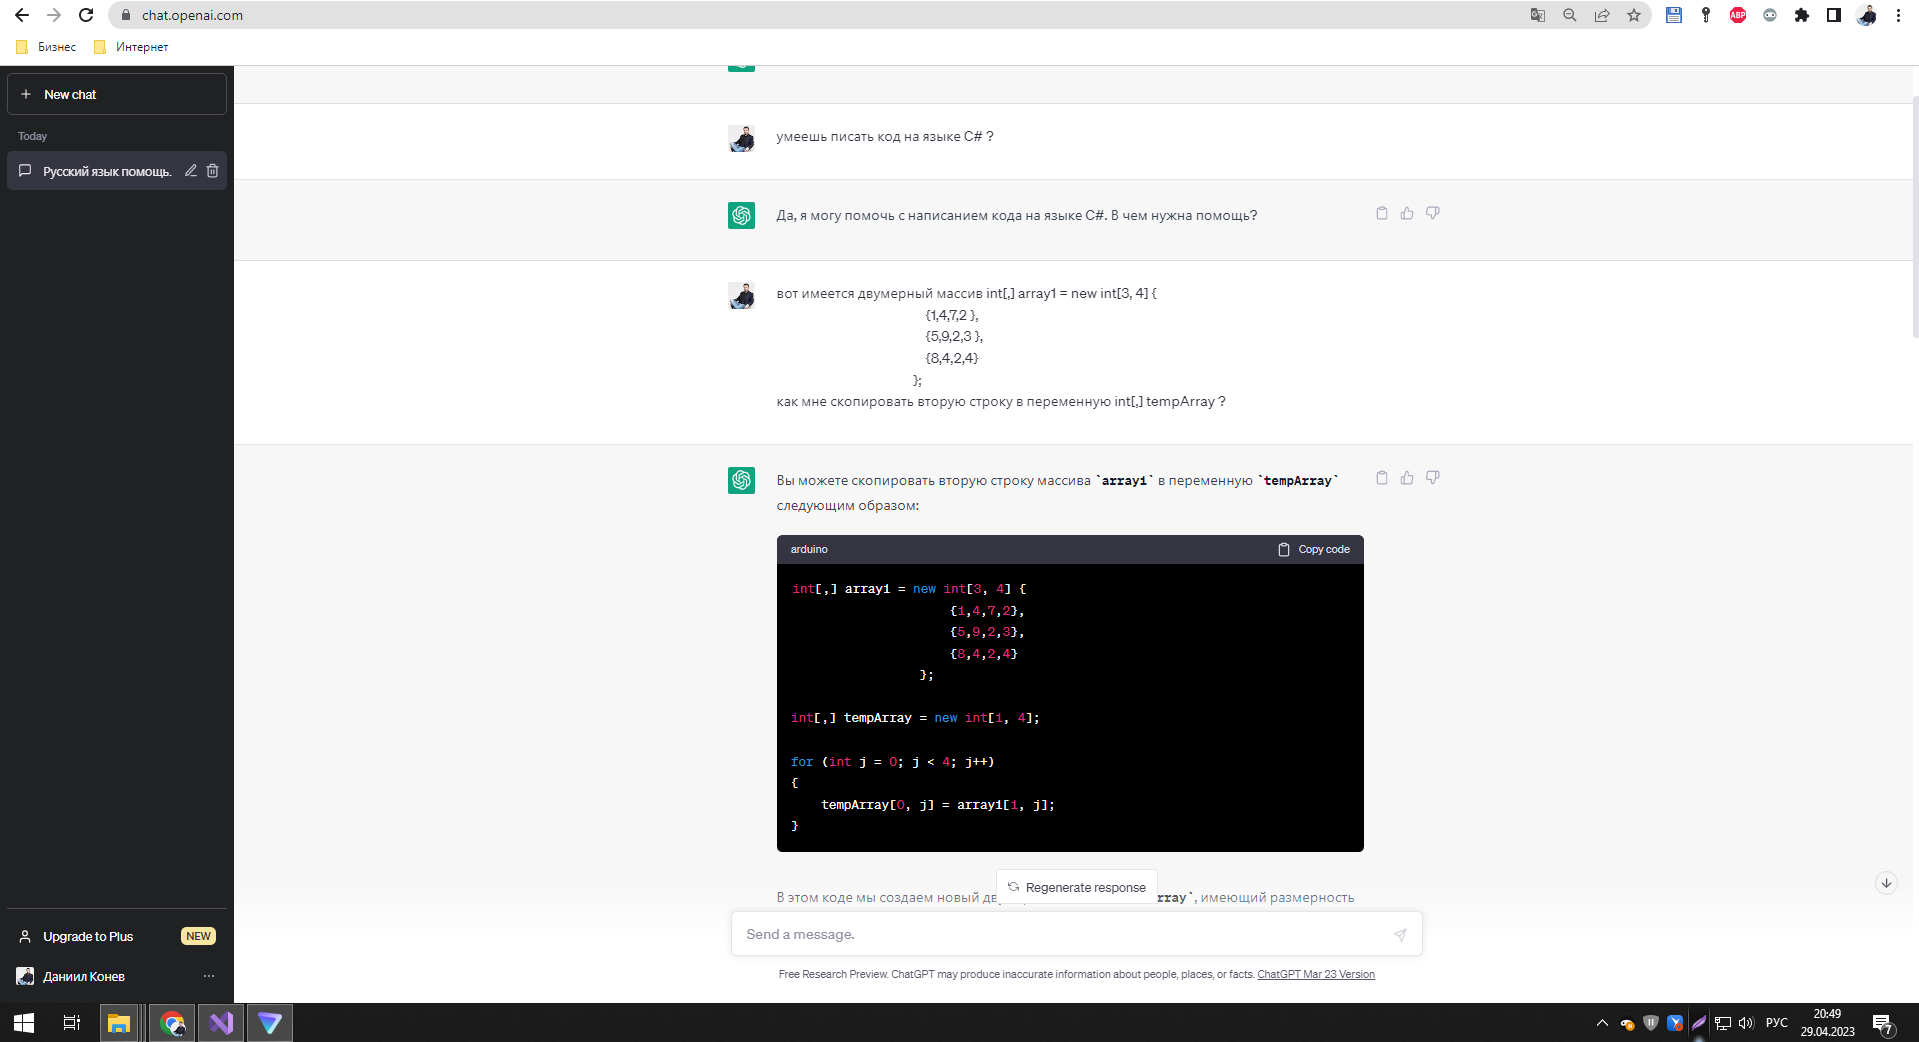 chat.openai.com
ABP
Бизнес
Интернет
New chat
Today
Русский язык помощь.
умеешь писать код на языке C# ?
Да, я могу помочь с написанием кода на языке C#. В чем нужна помощь?
вот имеется двумерный массив int[,] array1 = new int[3, 4] {
{1,4,7,2 },
{5,9,2,3 },
{8,4,2,4}
};
как мне скопировать вторую строку в переменную int[,] tempArray ?
Вы можете скопировать вторую строку массива `array1` в переменную `tempArray`
следующим образом:
arduino
Copy code
int[,] array1 = new int[3, 4] {
{1,4,7,2},
{5,9,2,3},
{8,4,2,4}
};
int[,] tempArray = new int[1, 4];
for (int j = 0; j < 4; j++)
{
tempArray[0, j] = array1[1, j];
}
В этом коде мы создаем новый rray`, имеющий размерность
Regenerate response
Send a message.
Free Research Preview. ChatGPT may produce inaccurate information about people, places, or facts. ChatGPT Mar 23 Version
Upgrade to Plus
NEW
Даниил Конев
РУС
20:49
29.04.2023
7